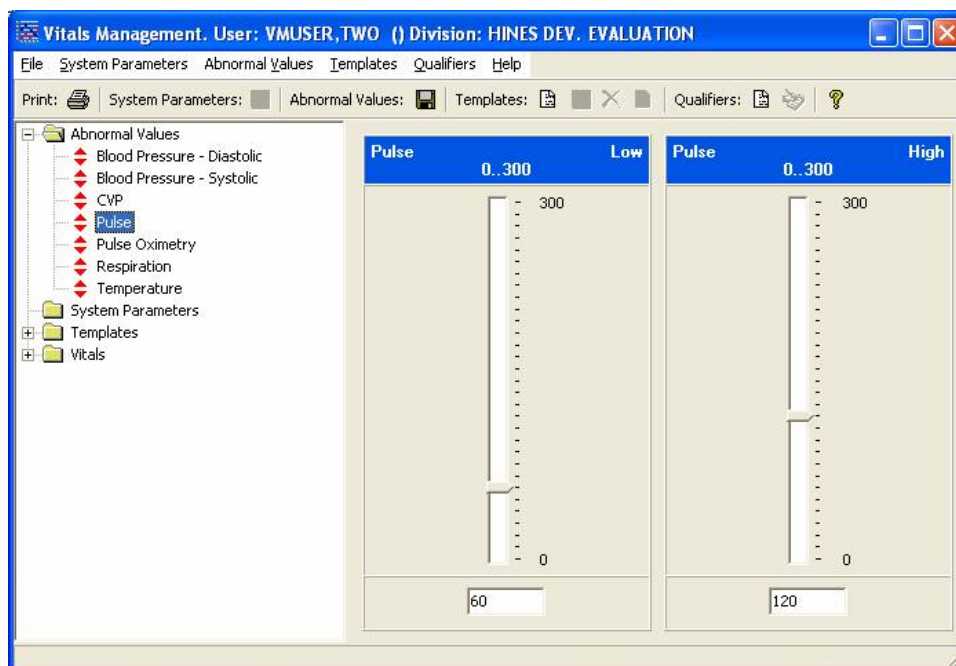 Vitals Management. User: VMUSER,TWO () Division: HINES DEV. EVALUATION
File System Parameters Abnormal Values Templates Qualifiers Help
Print: System Parameters: Abnormal Values: Templates: Qualifiers:
Abnormal Values
Blood Pressure - Diastolic
Blood Pressure - Systolic
CVP
Pulse
Pulse Oximetry
Respiration
Temperature
System Parameters
Templates
Vitals
Pulse Low
0..300
300
0
60
Pulse High
0..300
300
0
120